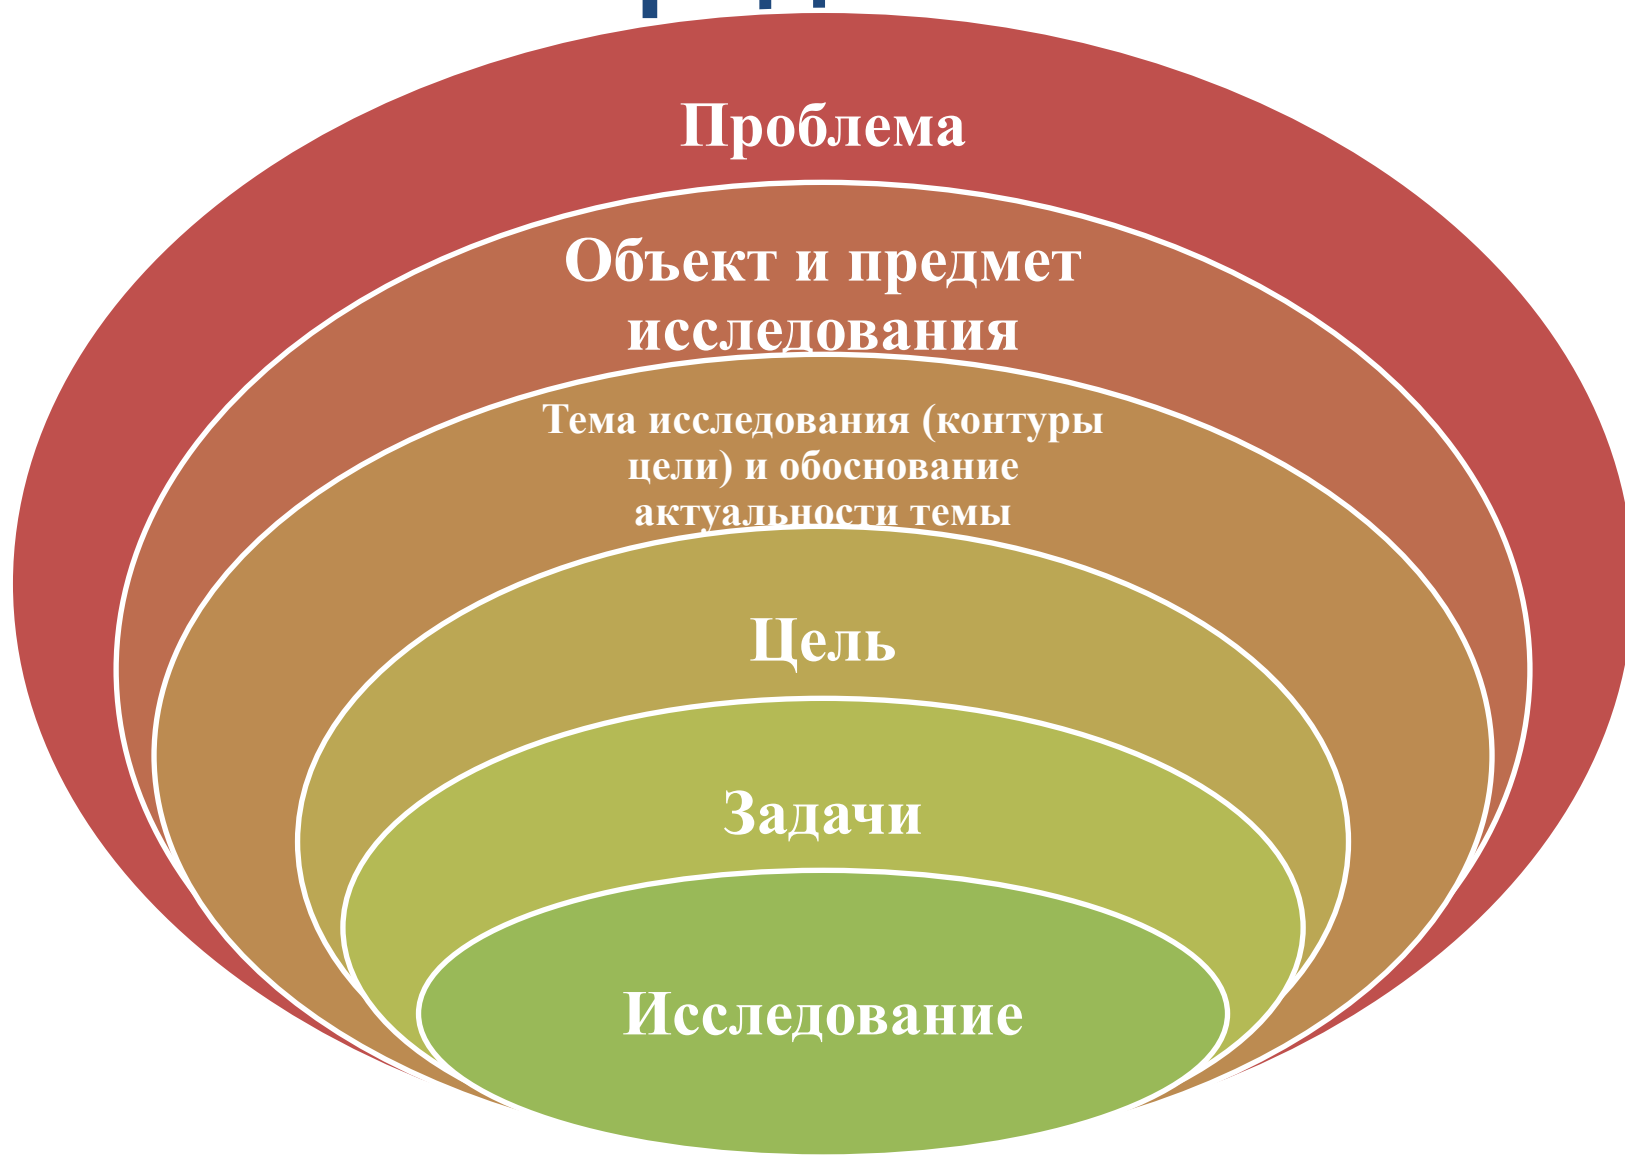 Проблема
Объект и предмет
исследования
Тема исследования (контуры
цели) и обоснование
актуальности темы
Цель
Задачи
Исследование